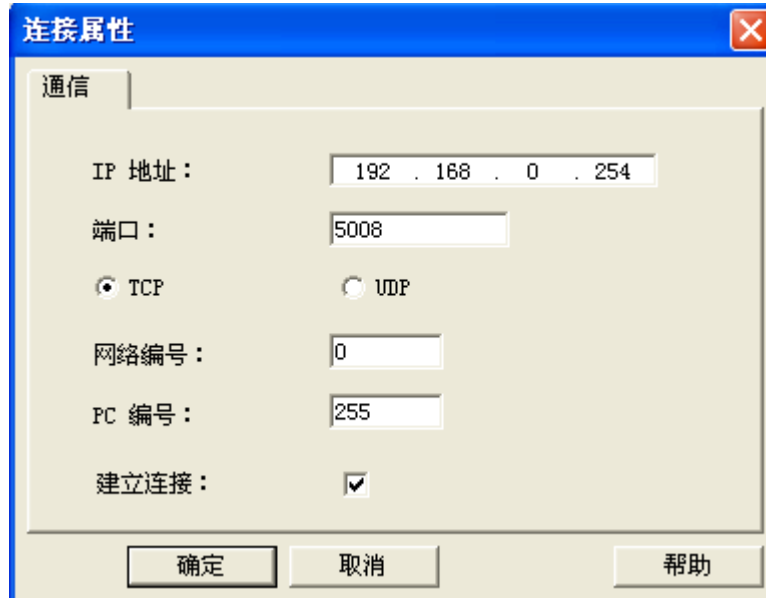 连接属性
通信
IP 地址：
192 . 168 . 0 . 254
端口：
5008
TCP
UDP
网络编号：
0
PC 编号：
255
建立连接：
确定
取消
帮助